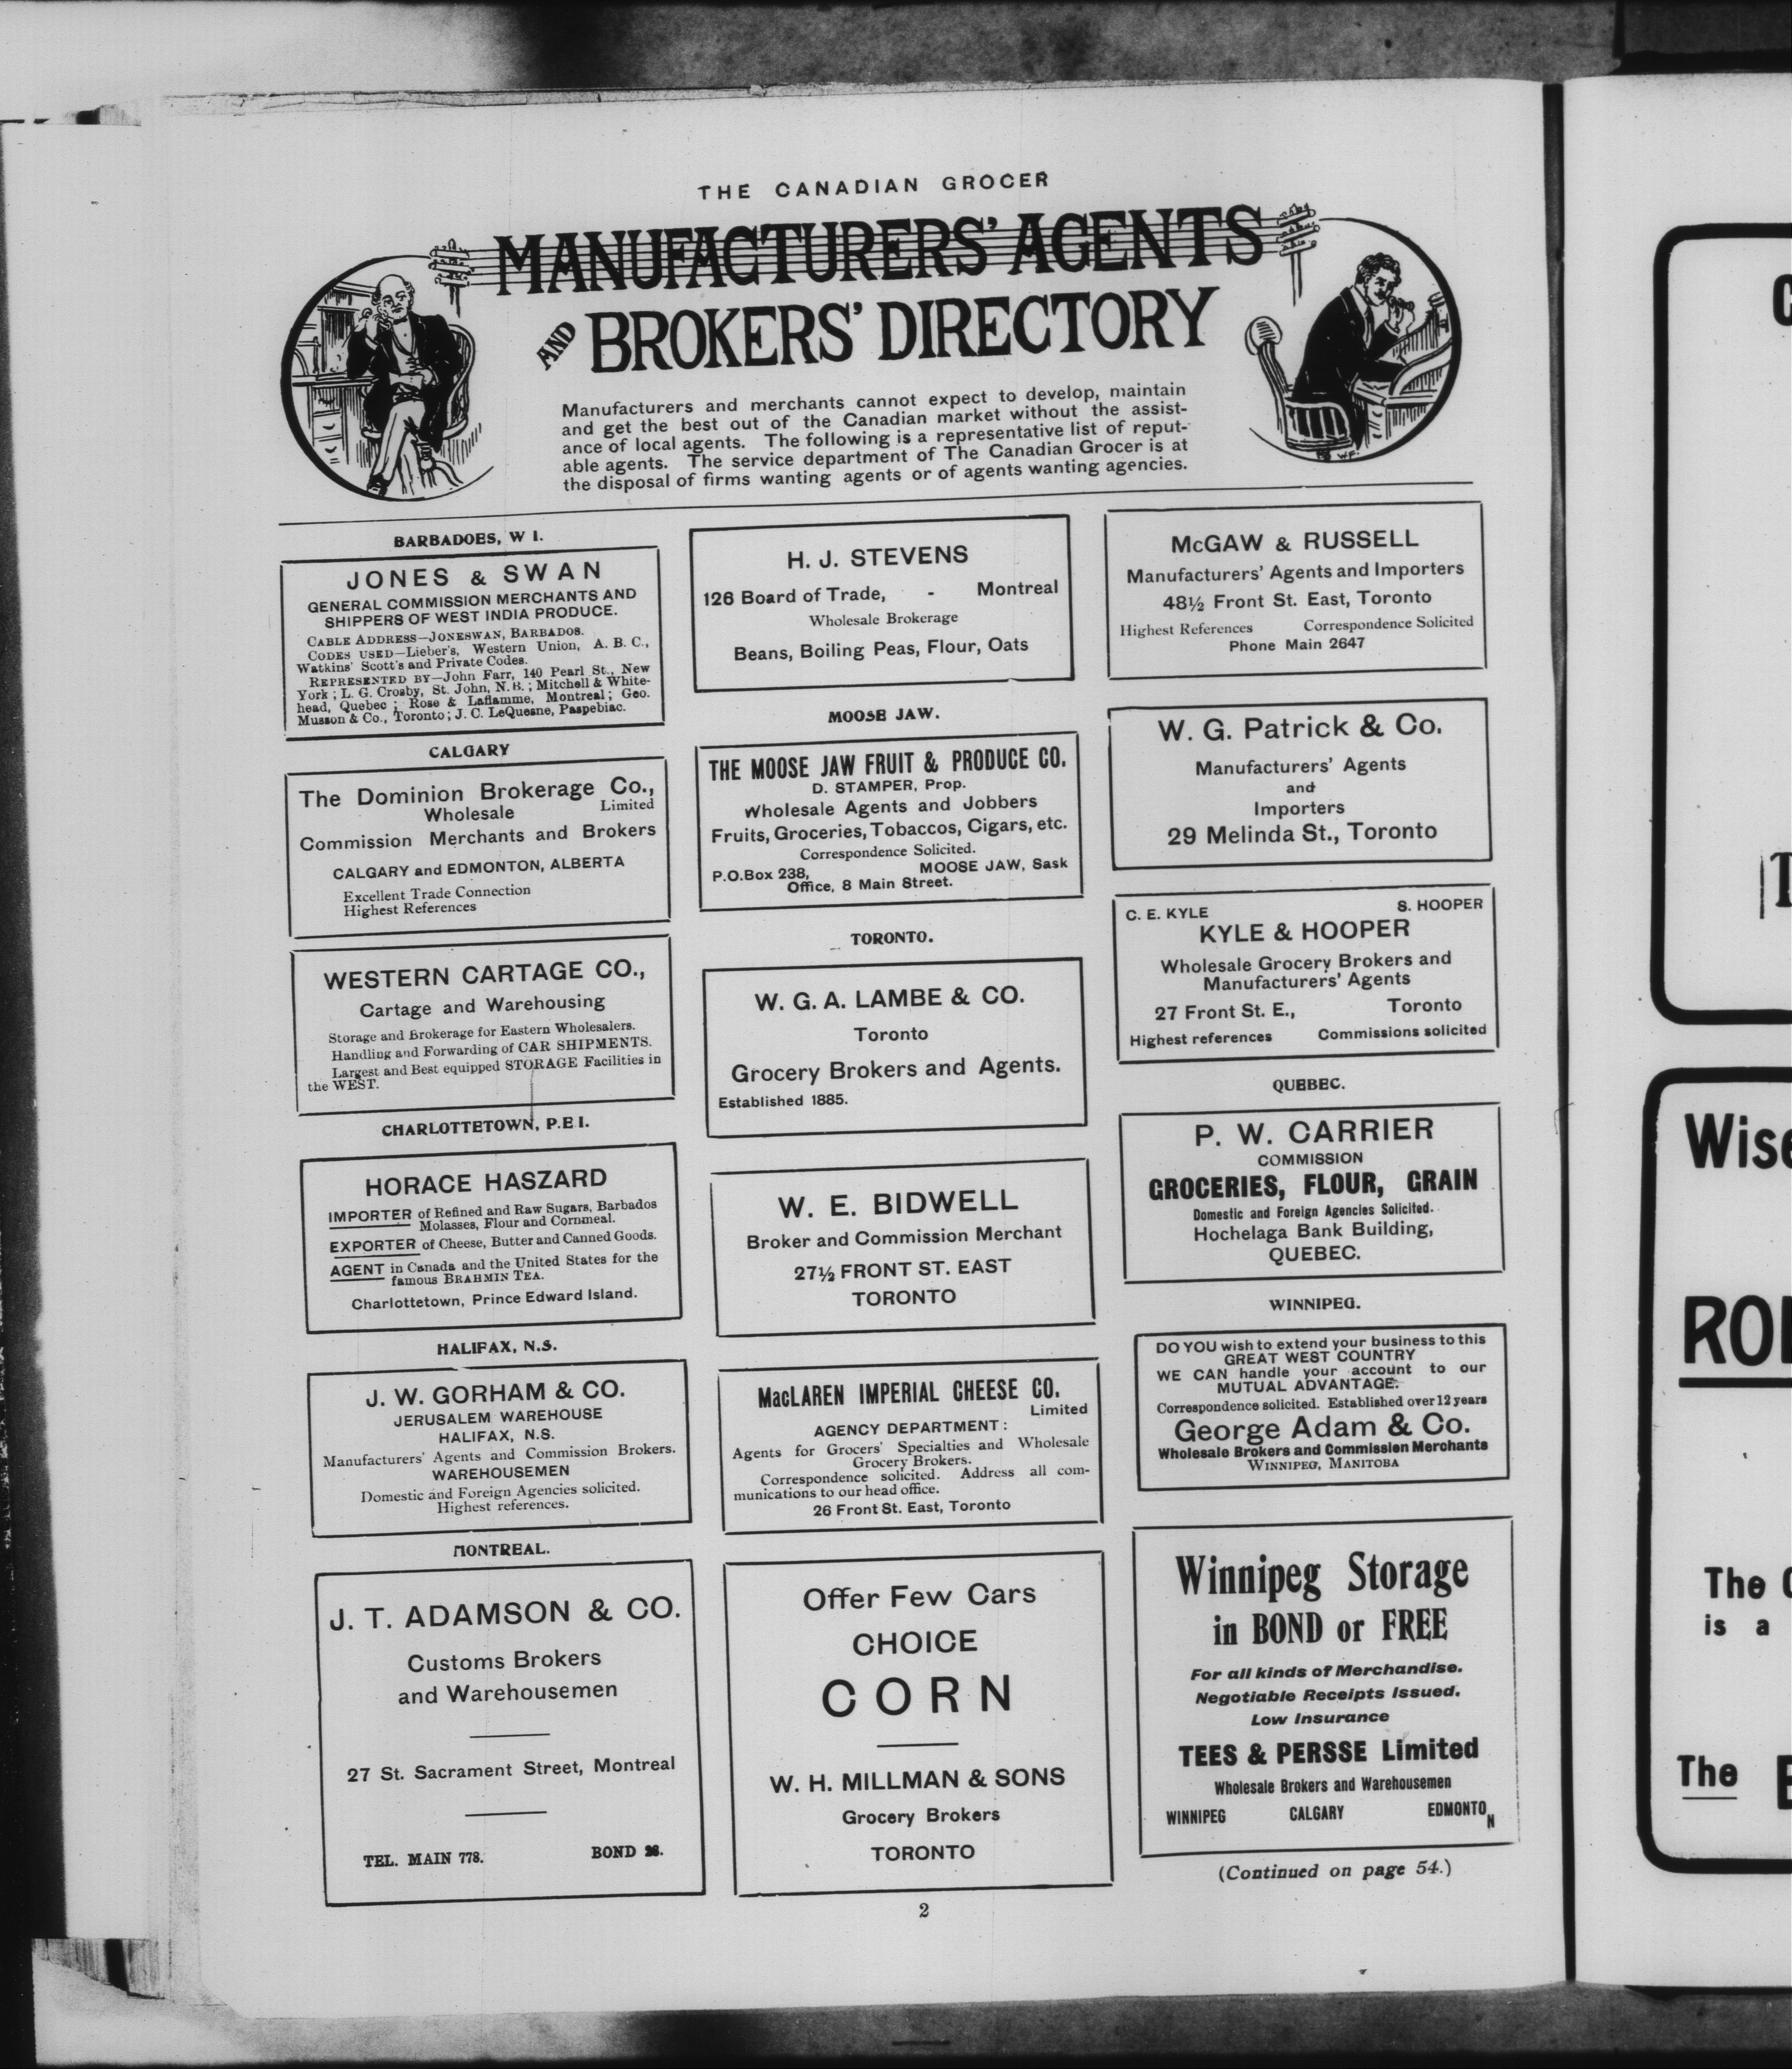 THE CANADIAN GROCER
MANUFACTURERS' AGENTS
AND BROKERS' DIRECTORY
Manufacturers and merchants cannot expect to develop, maintain
and get the best out of the Canadian market without the assist-
ance of local agents. The following is a representative list of reput-
able agents. The service department of The Canadian Grocer is at
the disposal of firms wanting agents or of agents wanting agencies.
BARBADOES, W I.
JONES & SWAN
GENERAL COMMISSION MERCHANTS AND
SHIPPERS OF WEST INDIA PRODUCE.
CABLE ADDRESS—JONESWAN, BARBADOS.
CODES USED—Lieber's, Western Union, A. B. C.,
Watkins' Scott's and Private Codes.
REPRESENTED BY—John Farr, 140 Pearl St., New
York; L. G. Crosby, St. John, N.B.; Mitchell & White-
head, Quebec; Rose & Laflamme, Montreal; Geo.
Musson & Co., Toronto; J. C. LeQuesne, Paspebiac.
CALGARY
The Dominion Brokerage Co.,
Wholesale Limited
Commission Merchants and Brokers
CALGARY and EDMONTON, ALBERTA
Excellent Trade Connection
Highest References
WESTERN CARTAGE CO.,
Cartage and Warehousing
Storage and Brokerage for Eastern Wholesalers.
Handling and Forwarding of CAR SHIPMENTS.
Largest and Best equipped STORAGE Facilities in
the WEST.
CHARLOTTETOWN, P.E I.
HORACE HASZARD
IMPORTER of Refined and Raw Sugars, Barbados
Molasses, Flour and Cornmeal.
EXPORTER of Cheese, Butter and Canned Goods.
AGENT in Canada and the United States for the
famous BRAHMIN TEA.
Charlottetown, Prince Edward Island.
HALIFAX, N.S.
J. W. GORHAM & CO.
JERUSALEM WAREHOUSE
HALIFAX, N.S.
Manufacturers' Agents and Commission Brokers.
WAREHOUSEMEN
Domestic and Foreign Agencies solicited.
Highest references.
MONTREAL.
J. T. ADAMSON & CO.
Customs Brokers
and Warehousemen
27 St. Sacrament Street, Montreal
TEL. MAIN 778. BOND
H. J. STEVENS
126 Board of Trade, - Montreal
Wholesale Brokerage
Beans, Boiling Peas, Flour, Oats
MOOSE JAW.
THE MOOSE JAW FRUIT & PRODUCE CO.
D. STAMPER, Prop.
Wholesale Agents and Jobbers
Fruits, Groceries, Tobaccos, Cigars, etc.
Correspondence Solicited.
P.O.Box 238, MOOSE JAW, Sask
Office, 8 Main Street.
TORONTO.
W. G. A. LAMBE & CO.
Toronto
Grocery Brokers and Agents.
Established 1885.
W. E. BIDWELL
Broker and Commission Merchant
27½ FRONT ST. EAST
TORONTO
MacLAREN IMPERIAL CHEESE CO.
Limited
AGENCY DEPARTMENT:
Agents for Grocers' Specialties and Wholesale
Grocery Brokers.
Correspondence solicited. Address all com-
munications to our head office.
26 Front St. East, Toronto
Offer Few Cars
CHOICE
CORN
W. H. MILLMAN & SONS
Grocery Brokers
TORONTO
McGAW & RUSSELL
Manufacturers' Agents and Importers
48½ Front St. East, Toronto
Highest References Correspondence Solicited
Phone Main 2647
W. G. Patrick & Co.
Manufacturers' Agents
and
Importers
29 Melinda St., Toronto
C. E. KYLE S. HOOPER
KYLE & HOOPER
Wholesale Grocery Brokers and
Manufacturers' Agents
27 Front St. E., Toronto
Highest references Commissions solicited
QUEBEC.
P. W. CARRIER
COMMISSION
GROCERIES, FLOUR, GRAIN
Domestic and Foreign Agencies Solicited.
Hochelaga Bank Building,
QUEBEC.
WINNIPEG.
DO YOU wish to extend your business to this
GREAT WEST COUNTRY
WE CAN handle your account to our
MUTUAL ADVANTAGE.
Correspondence solicited. Established over 12 years
George Adam & Co.
Wholesale Brokers and Commission Merchants
WINNIPEG, MANITOBA
Winnipeg Storage
in BOND or FREE
For all kinds of Merchandise.
Negotiable Receipts Issued.
Low Insurance
TEES & PERSSE Limited
Wholesale Brokers and Warehousemen
WINNIPEG CALGARY EDMONTON
(Continued on page 54.)
2
Wise
The
is a
The